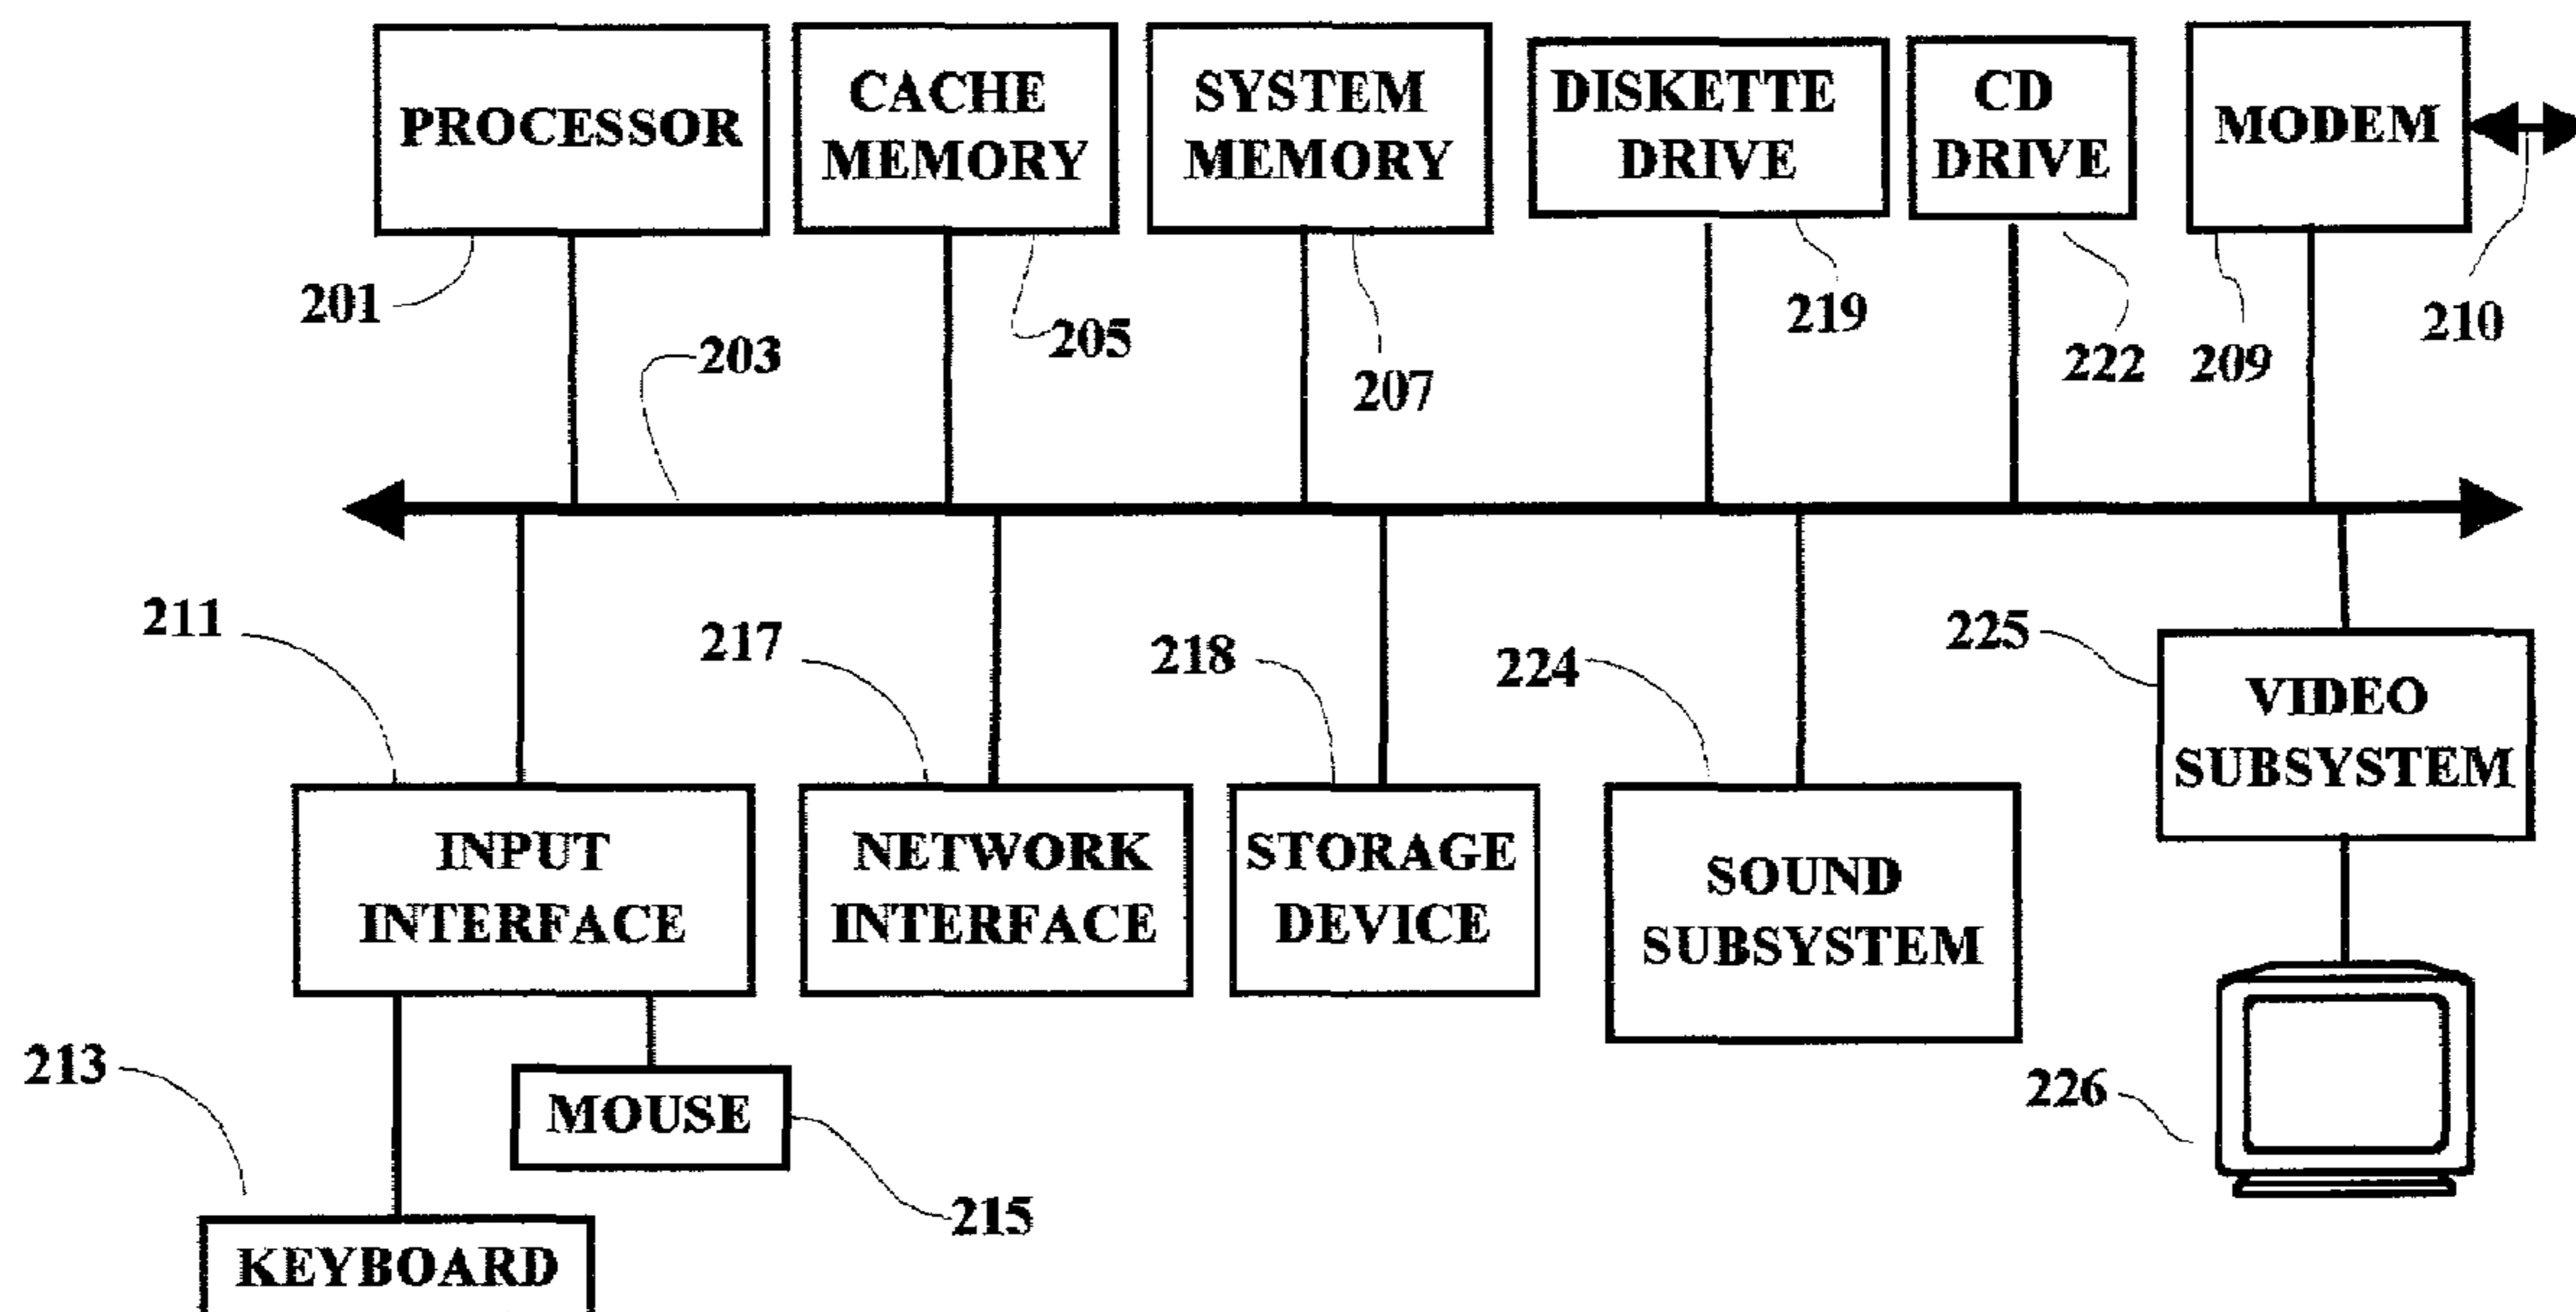 PROCESSOR
CACHE
MEMORY
SYSTEM
MEMORY
DISKETTE
DRIVE
CD
DRIVE
MODEM
201
203
205
207
219
222
209
210
211
217
218
224
225
VIDEO
SUBSYSTEM
INPUT
INTERFACE
NETWORK
INTERFACE
STORAGE
DEVICE
SOUND
SUBSYSTEM
213
MOUSE
226
215
KEYBOARD